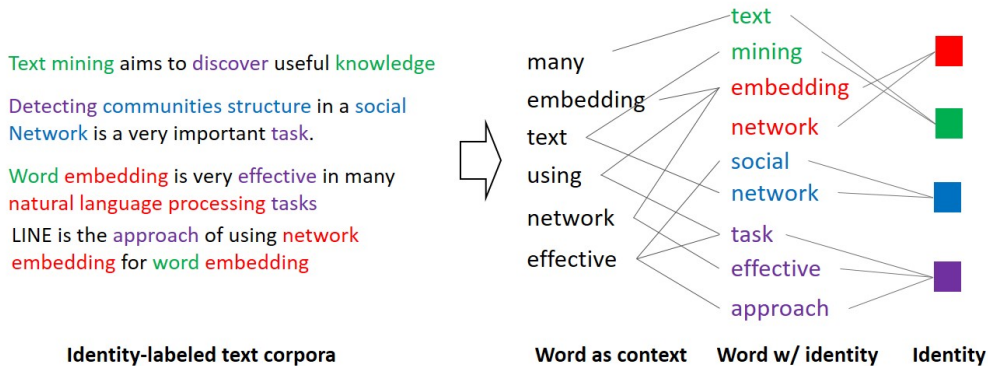 Text mining aims to discover useful knowledge
Detecting communities structure in a social
Network is a very important task.
Word embedding is very effective in many
natural language processing tasks
LINE is the approach of using network
embedding for word embedding
Identity-labeled text corpora
many
embedding
text
using
network
effective
Word as context
text
mining
embedding
network
social
network
task
effective
approach
Word w/ identity
Identity